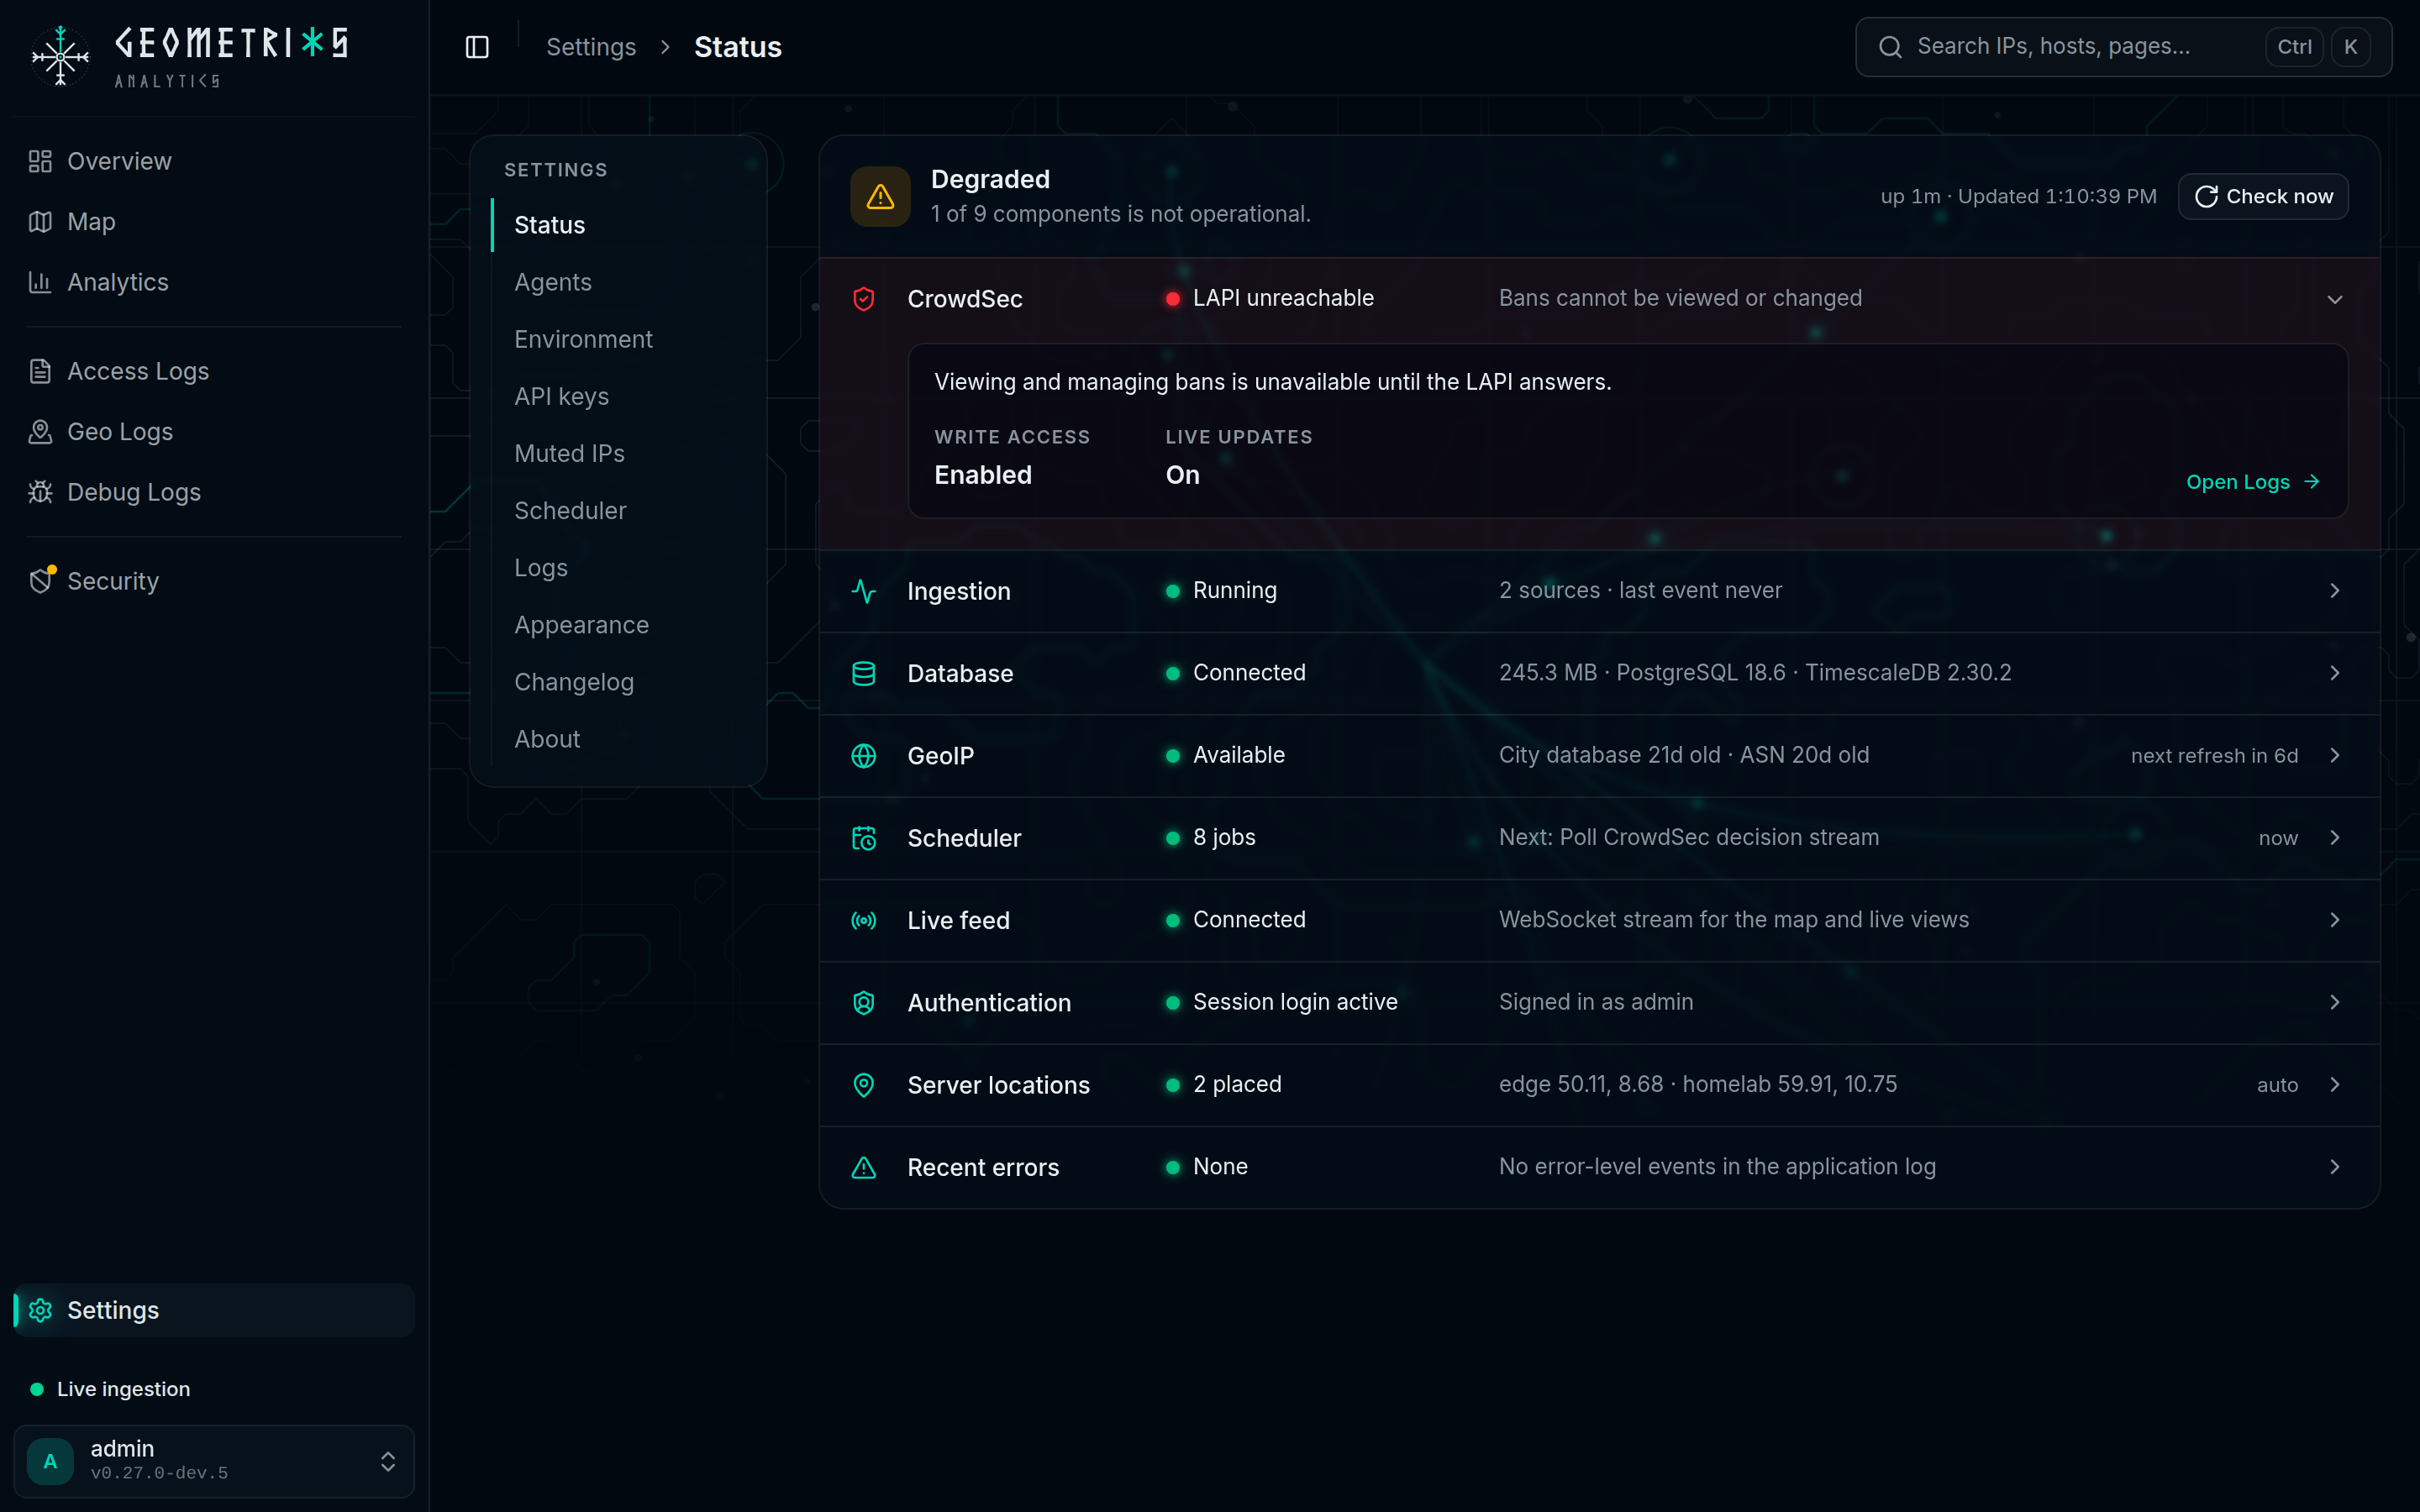 GEOMETRIKS
ANALYTICS
Overview
Map
Analytics
Access Logs
Geo Logs
Debug Logs
Security
Settings
Live ingestion
A
admin
v0.27.0-dev.5
Settings > Status
Search IPs, hosts, pages... Ctrl K
SETTINGS
Status
Agents
Environment
API keys
Muted IPs
Scheduler
Logs
Appearance
Changelog
About
Degraded
1 of 9 components is not operational.
up 1m · Updated 1:10:39 PM Check now
CrowdSec LAPI unreachable Bans cannot be viewed or changed
Viewing and managing bans is unavailable until the LAPI answers.
WRITE ACCESS LIVE UPDATES
Enabled On
Open Logs →
Ingestion Running 2 sources · last event never
Database Connected 245.3 MB · PostgreSQL 18.6 · TimescaleDB 2.30.2
GeoIP Available City database 21d old · ASN 20d old next refresh in 6d
Scheduler 8 jobs Next: Poll CrowdSec decision stream now
Live feed Connected WebSocket stream for the map and live views
Authentication Session login active Signed in as admin
Server locations 2 placed edge 50.11, 8.68 · homelab 59.91, 10.75 auto
Recent errors None No error-level events in the application log